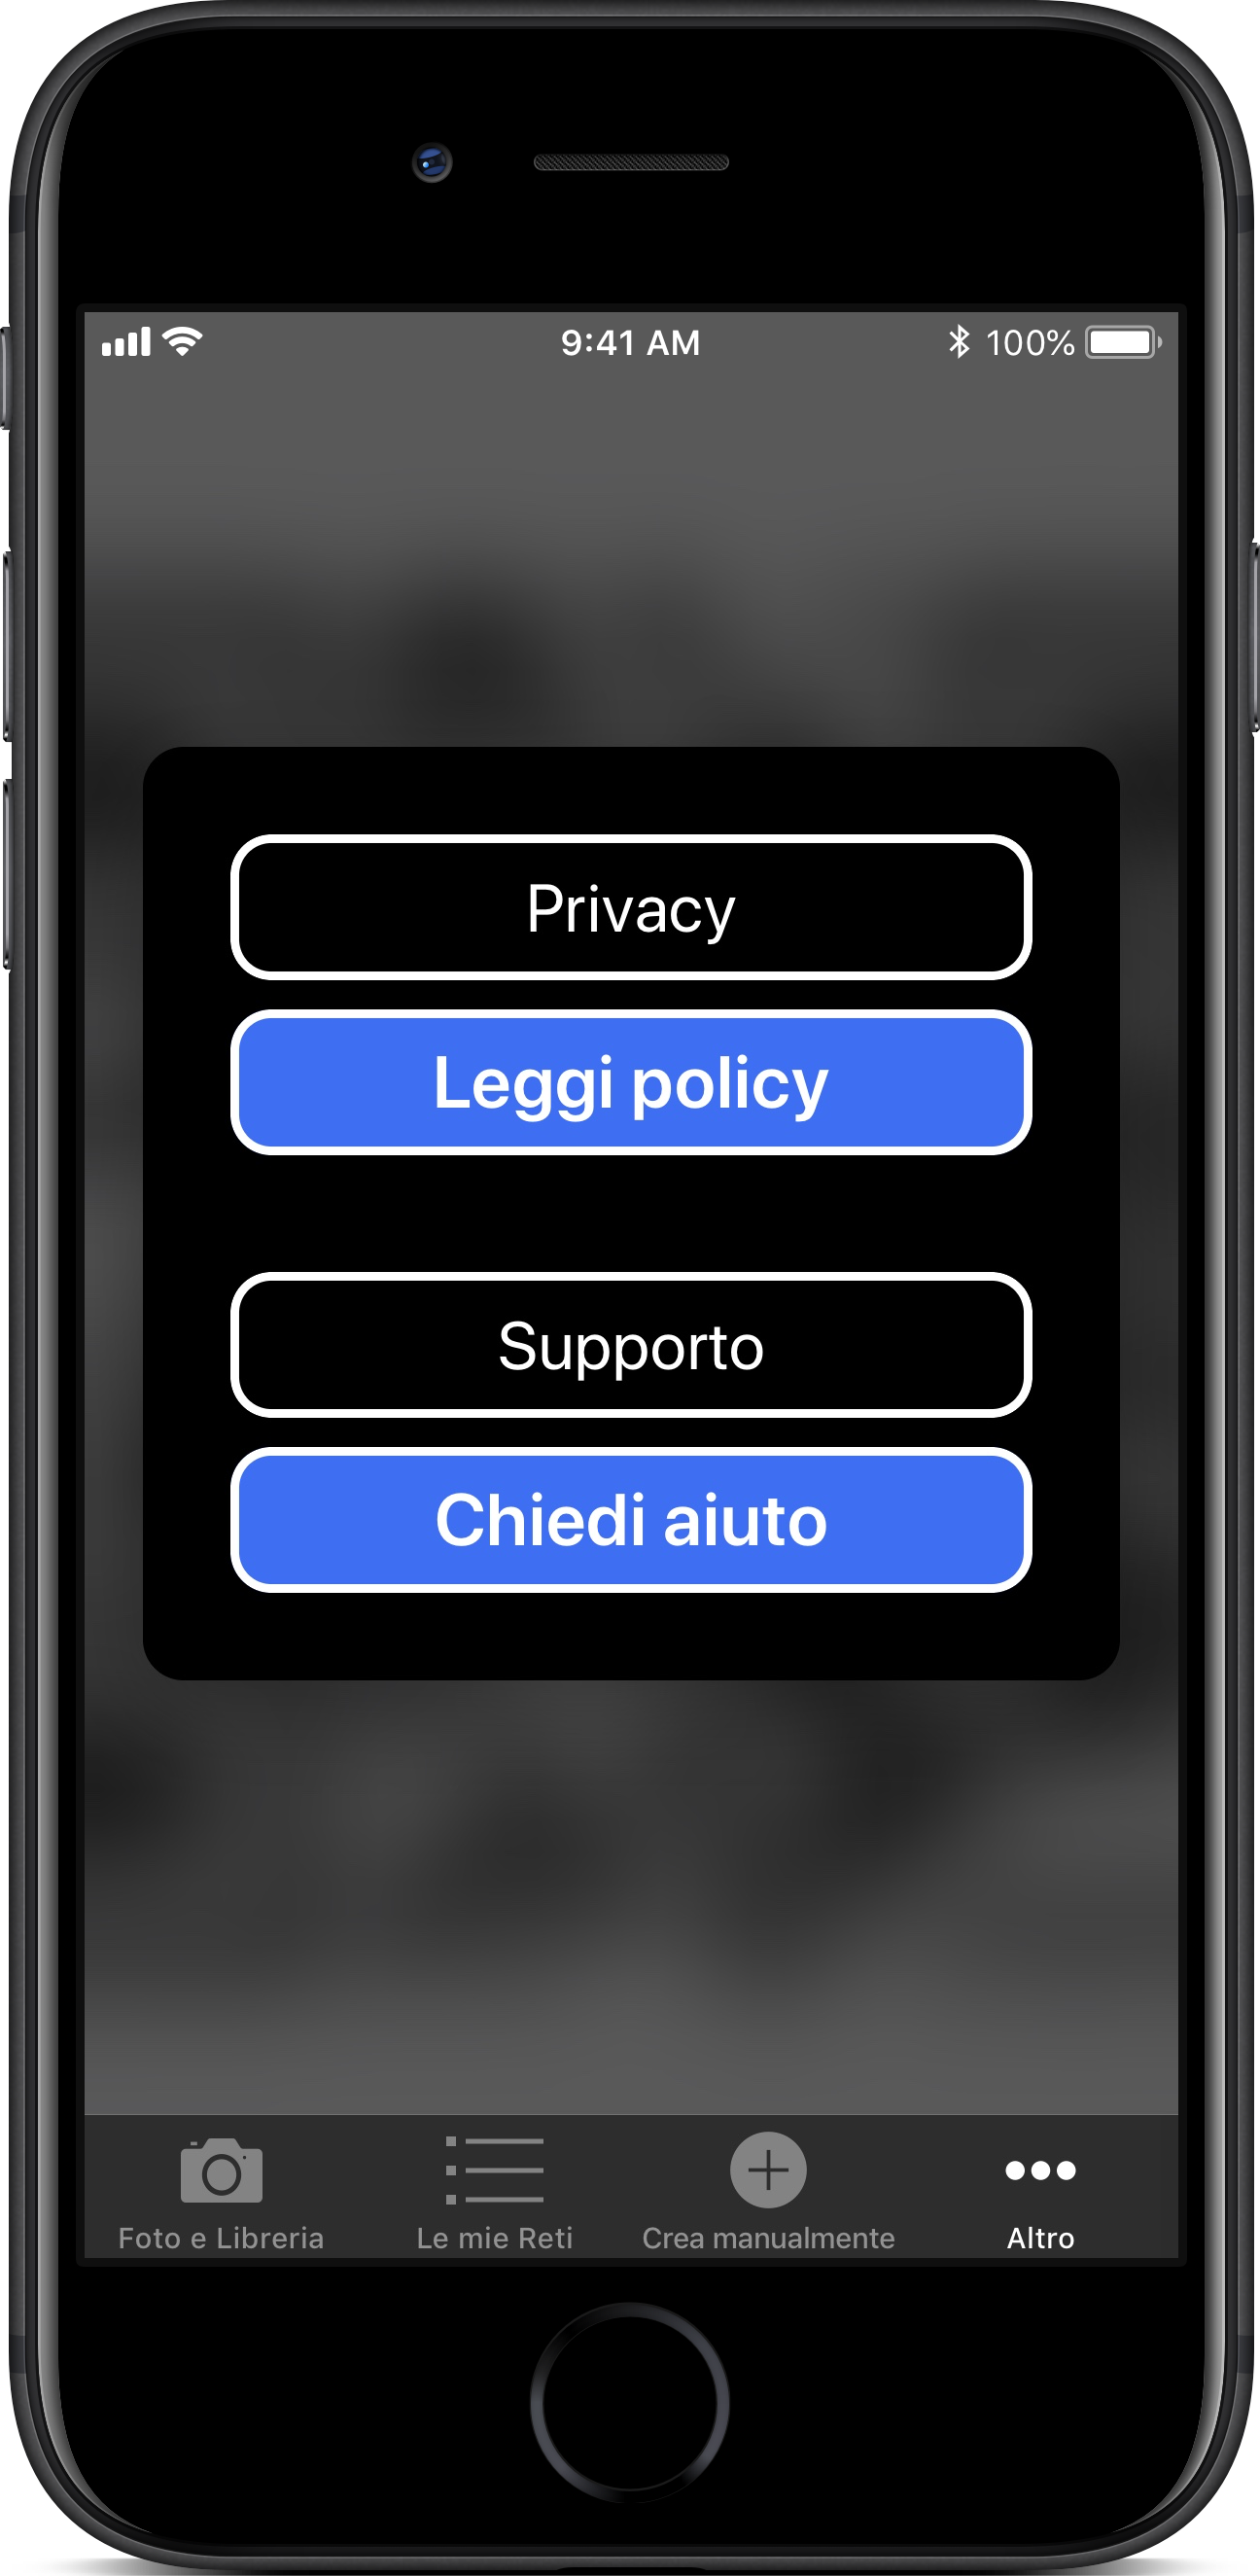 9:41 AM 100%
Privacy
Leggi policy
Supporto
Chiedi aiuto
Foto e Libreria Le mie Reti Crea manualmente Altro